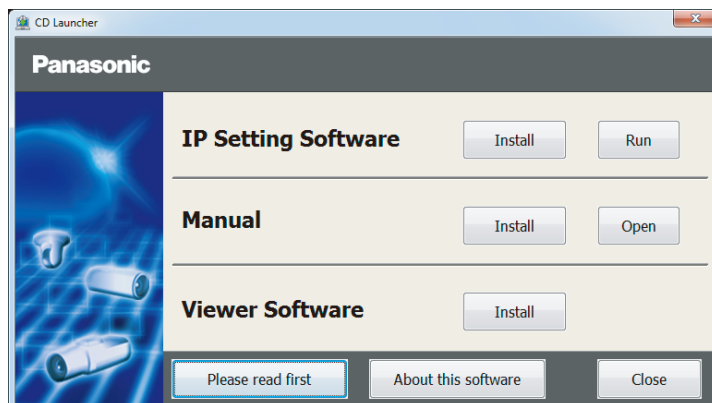 CD Launcher
Panasonic
IP Setting Software Install Run
Manual Install Open
Viewer Software Install
Please read first About this software Close